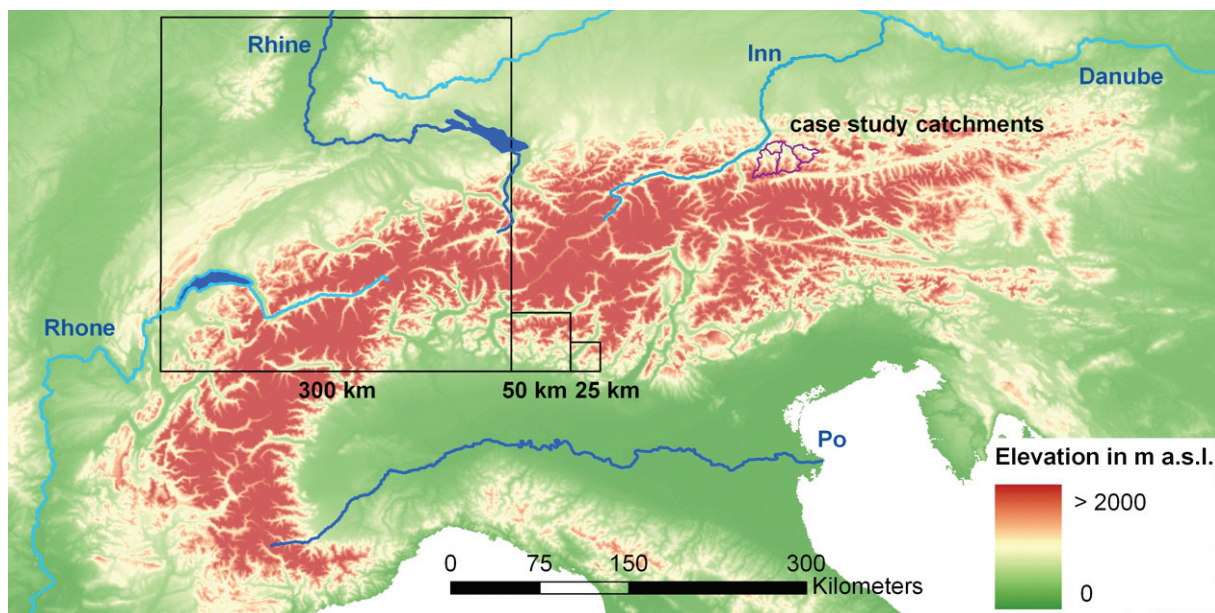 Rhine
Inn
Danube
case study catchments
Rhone
300 km
50 km
25 km
Po
Elevation in m a.s.l.
> 2000
0
0
75
150
300
Kilometers